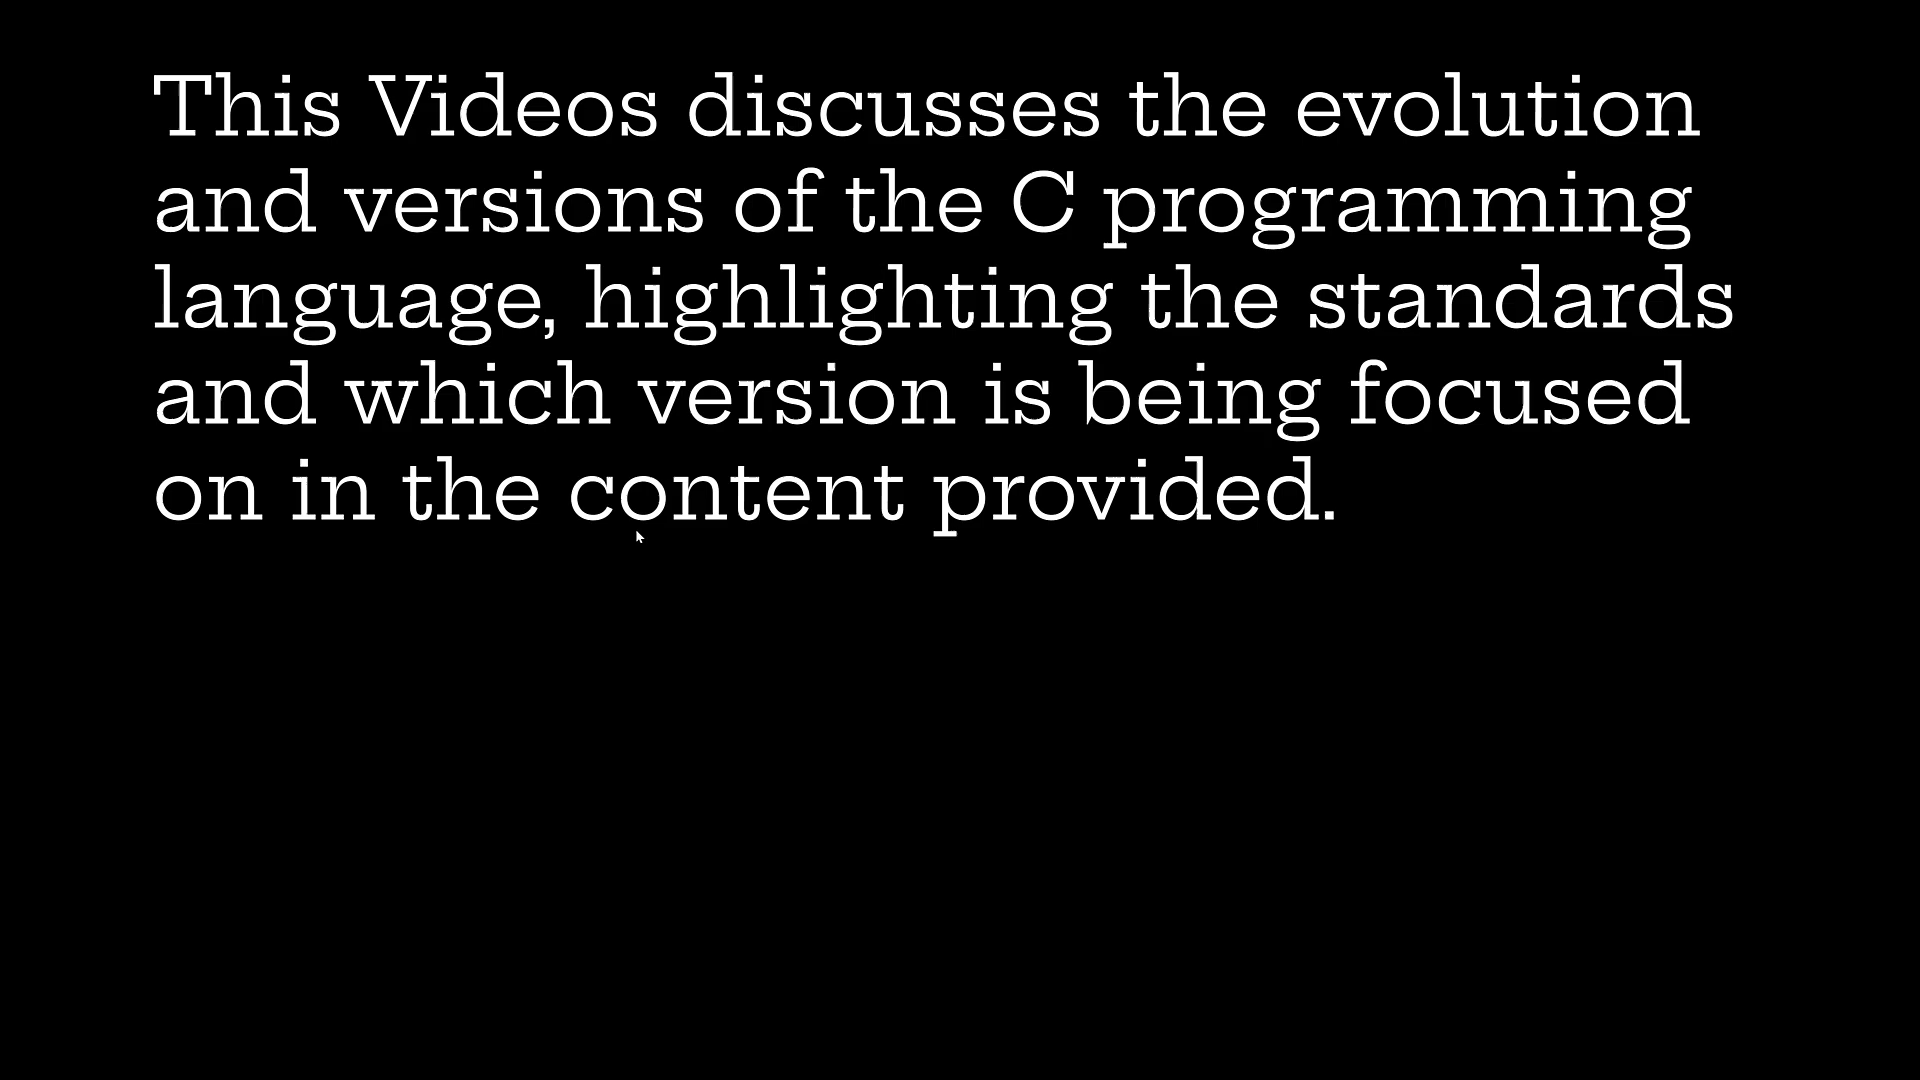 This Videos discusses the evolution
and versions of the C programming
language, highlighting the standards
and which version is being focused
on in the content provided.